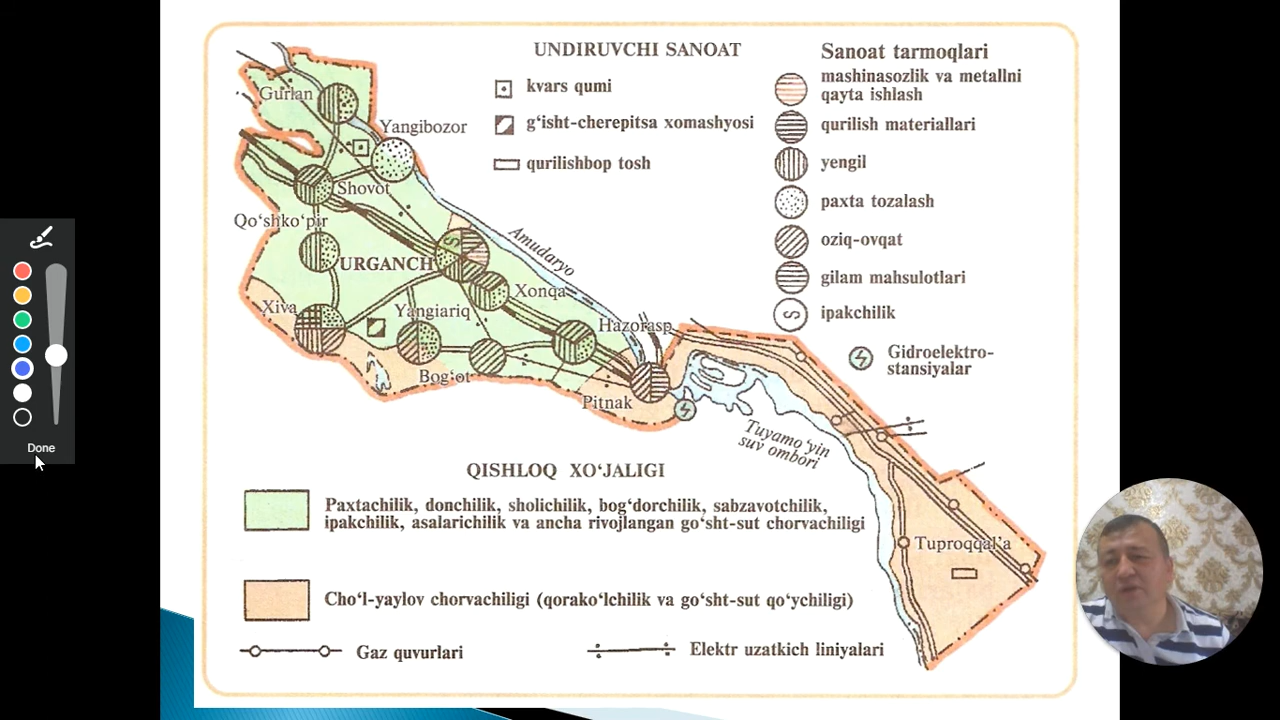 UNDIRUVCHI SANOAT
kvars qumi
g‘isht-cherepitsa xomashyosi
qurilishbop tosh
Sanoat tarmoqlari
mashinasozlik va metallni
qayta ishlash
qurilish materiallari
yengil
paxta tozalash
oziq-ovqat
gilam mahsulotlari
ipakchilik
Gidroelektro-
stansiyalar
Gurlan
Yangibozor
Shovot
Qo‘shko‘pir
URGANCH
Amudaryo
Xonqa
Xiva
Yangiariq
Hazorasp
Bog‘ot
Pitnak
Tuyamo‘yin
suv ombori
Tuproqqal’a
QISHLOQ XO‘JALIGI
Paxtachilik, donchilik, sholichilik, bog‘dorchilik, sabzavotchilik,
ipakchilik, asalarichilik va ancha rivojlangan go‘sht-sut chorvachiligi
Cho‘l-yaylov chorvachiligi (qorako‘lchilik va go‘sht-sut qo‘ychiligi)
Gaz quvurlari
Elektr uzatkich liniyalari
Done